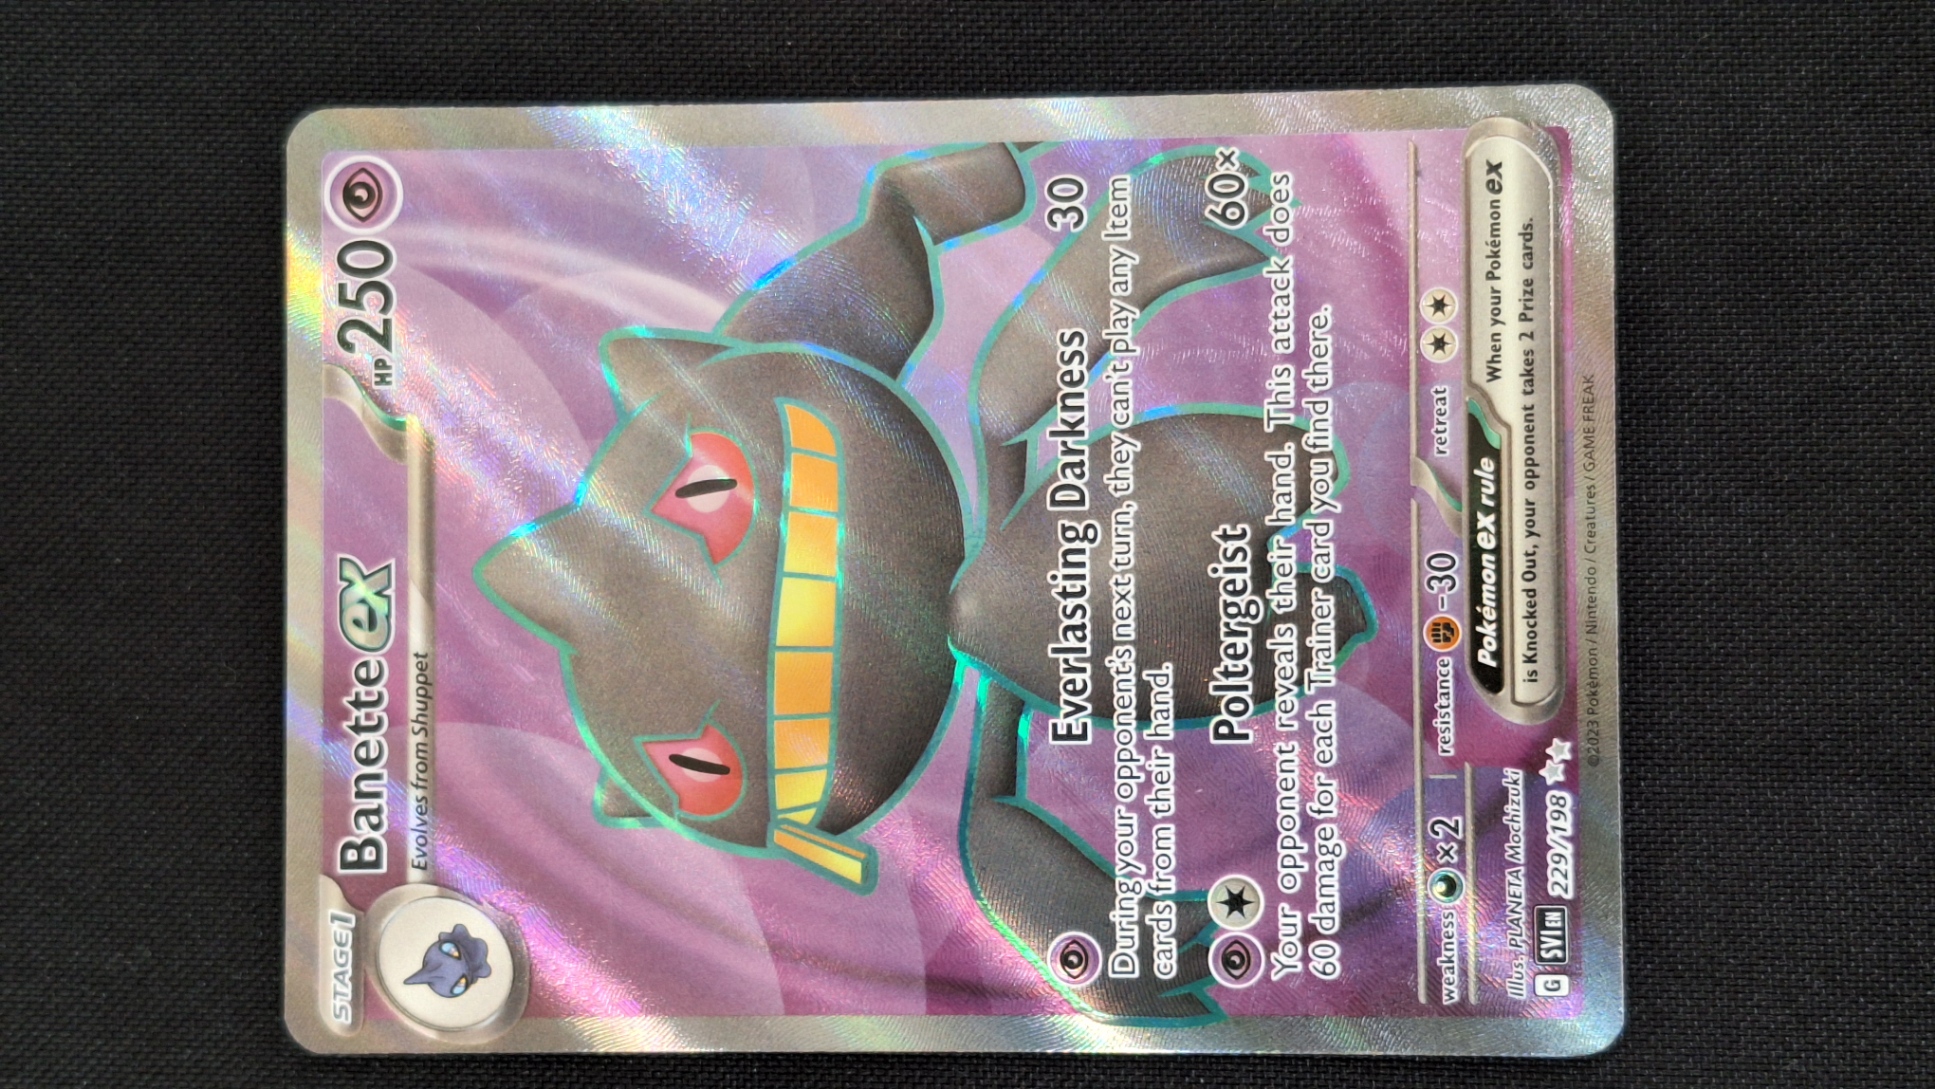 STAGE1
Banette ex HP 250
Evolves from Shuppet
Everlasting Darkness 30
During your opponent's next turn, they can't play any Item
cards from their hand.
Poltergeist 60×
Your opponent reveals their hand. This attack does
60 damage for each Trainer card you find there.
weakness ×2 resistance -30 retreat
Pokémon ex rule When your Pokémon ex
is Knocked Out, your opponent takes 2 Prize cards.
Illus. PLANETA Mochizuki
G SVI EN 229/198
©2023 Pokémon / Nintendo / Creatures / GAME FREAK